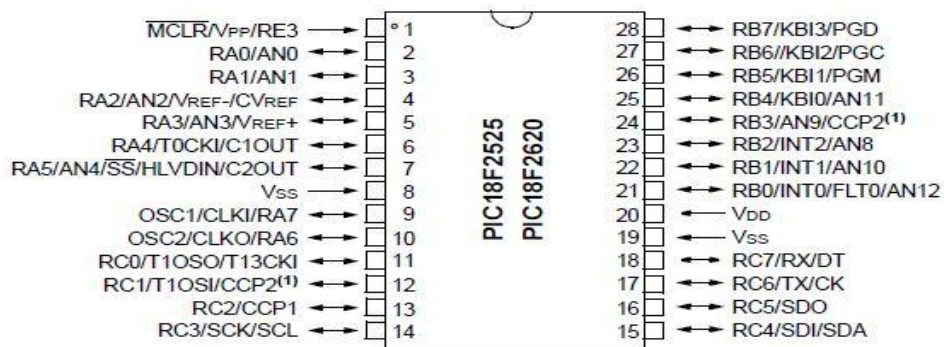 MCLR/VPP/RE3
RA0/AN0
RA1/AN1
RA2/AN2/VREF-/CVREF
RA3/AN3/VREF+
RA4/T0CKI/C1OUT
RA5/AN4/SS/HLVDIN/C2OUT
VSS
OSC1/CLKI/RA7
OSC2/CLKO/RA6
RC0/T1OSO/T13CKI
RC1/T1OSI/CCP2(1)
RC2/CCP1
RC3/SCK/SCL
1
2
3
4
5
6
7
8
9
10
11
12
13
14
PIC18F2525
PIC18F2620
28
27
26
25
24
23
22
21
20
19
18
17
16
15
RB7/KBI3/PGD
RB6//KBI2/PGC
RB5/KBI1/PGM
RB4/KBI0/AN11
RB3/AN9/CCP2(1)
RB2/INT2/AN8
RB1/INT1/AN10
RB0/INT0/FLT0/AN12
VDD
VSS
RC7/RX/DT
RC6/TX/CK
RC5/SDO
RC4/SDI/SDA